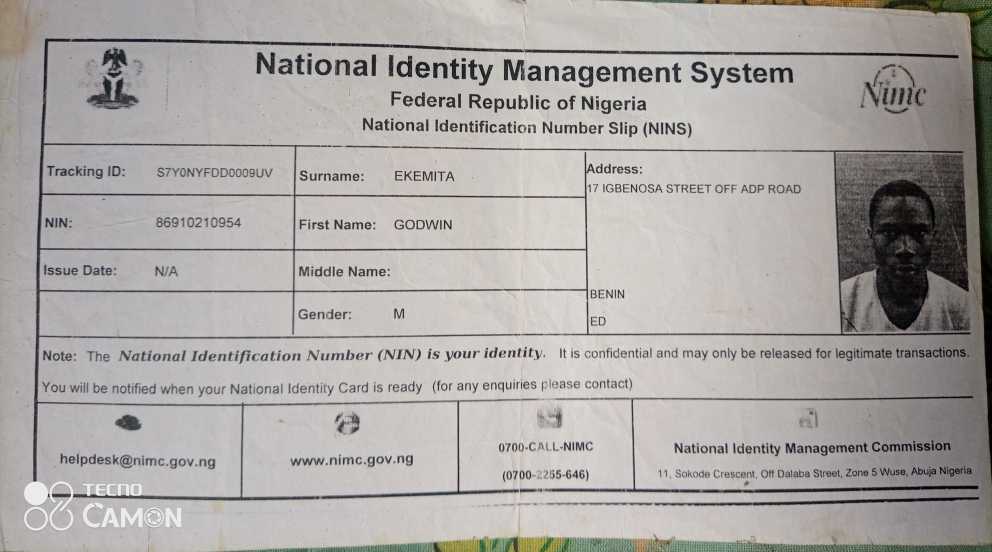 National Identity Management System
Federal Republic of Nigeria
National Identification Number Slip (NINS)
Nimc
Tracking ID: S7Y0NYFDD0009UV
Surname: EKEMITA
Address:
17 IGBENOSA STREET OFF ADP ROAD
NIN: 86910210954
First Name: GODWIN
Issue Date: N/A
Middle Name:
BENIN
Gender: M
ED
Note: The National Identification Number (NIN) is your identity. It is confidential and may only be released for legitimate transactions.
You will be notified when your National Identity Card is ready (for any enquiries please contact)
helpdesk@nimc.gov.ng
www.nimc.gov.ng
0700-CALL-NIMC
(0700-2255-646)
National Identity Management Commission
11, Sokode Crescent, Off Dalaba Street, Zone 5 Wuse, Abuja Nigeria
TECNO
CAMON